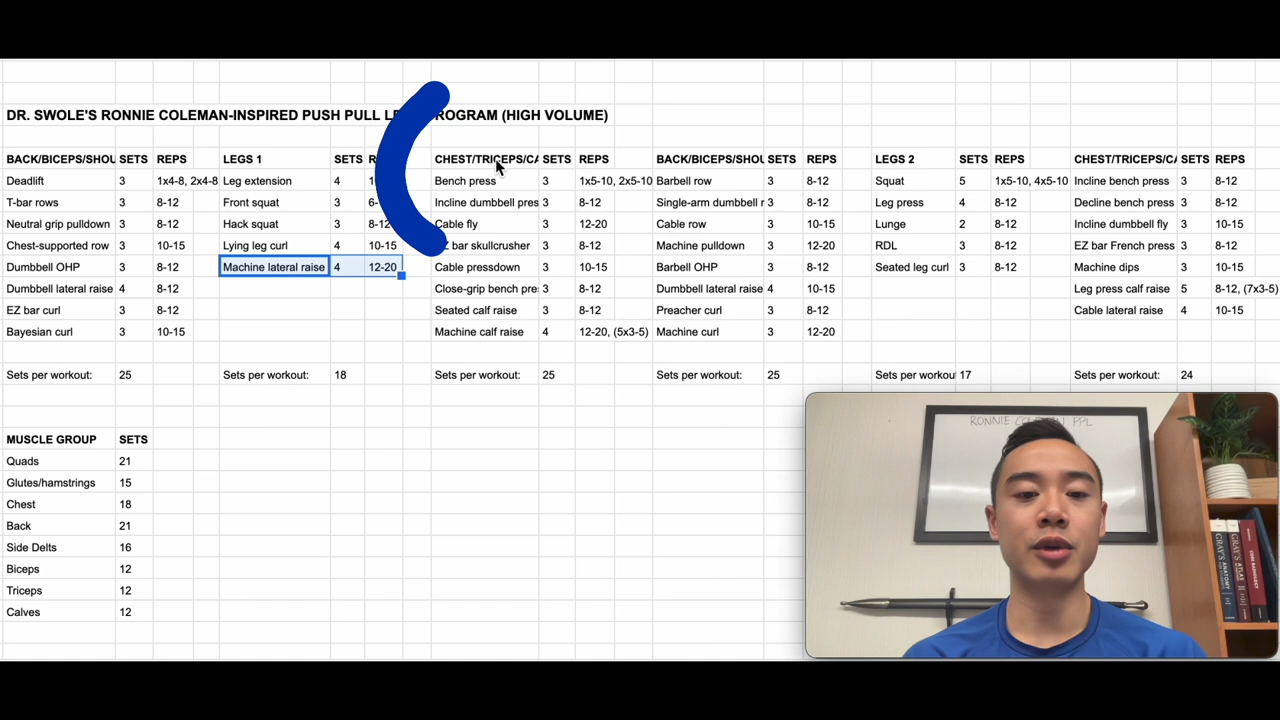 DR. SWOLE'S RONNIE COLEMAN-INSPIRED PUSH PULL LE ROGRAM (HIGH VOLUME)
BACK/BICEPS/SHOU SETS REPS LEGS 1 SETS R CHEST/TRICEPS/CA SETS REPS BACK/BICEPS/SHOU SETS REPS LEGS 2 SETS REPS CHEST/TRICEPS/CA SETS REPS
Deadlift 3 1x4-8, 2x4-8 Leg extension 4 1 Bench press 3 1x5-10, 2x5-10 Barbell row 3 8-12 Squat 5 1x5-10, 4x5-10 Incline bench press 3 8-12
T-bar rows 3 8-12 Front squat 3 6- Incline dumbbell pres 3 8-12 Single-arm dumbbell r 3 8-12 Leg press 4 8-12 Decline bench press 3 8-12
Neutral grip pulldown 3 8-12 Hack squat 3 8-12 Cable fly 3 12-20 Cable row 3 10-15 Lunge 2 8-12 Incline dumbbell fly 3 10-15
Chest-supported row 3 10-15 Lying leg curl 4 10-15 EZ bar skullcrusher 3 8-12 Machine pulldown 3 12-20 RDL 3 8-12 EZ bar French press 3 8-12
Dumbbell OHP 3 8-12 Machine lateral raise 4 12-20 Cable pressdown 3 10-15 Barbell OHP 3 8-12 Seated leg curl 3 8-12 Machine dips 3 10-15
Dumbbell lateral raise 4 8-12 Close-grip bench pre 3 8-12 Dumbbell lateral raise 4 10-15 Leg press calf raise 5 8-12, (7x3-5)
EZ bar curl 3 8-12 Seated calf raise 3 8-12 Preacher curl 3 8-12 Cable lateral raise 4 10-15
Bayesian curl 3 10-15 Machine calf raise 4 12-20, (5x3-5) Machine curl 3 12-20
Sets per workout: 25 Sets per workout: 18 Sets per workout: 25 Sets per workout: 25 Sets per workou 17 Sets per workout: 24
MUSCLE GROUP SETS
Quads 21
Glutes/hamstrings 15
Chest 18
Back 21
Side Delts 16
Biceps 12
Triceps 12
Calves 12
RONNIE COLEMAN PPL
GRAY'S ANATOMY
GRAY'S ATLAS